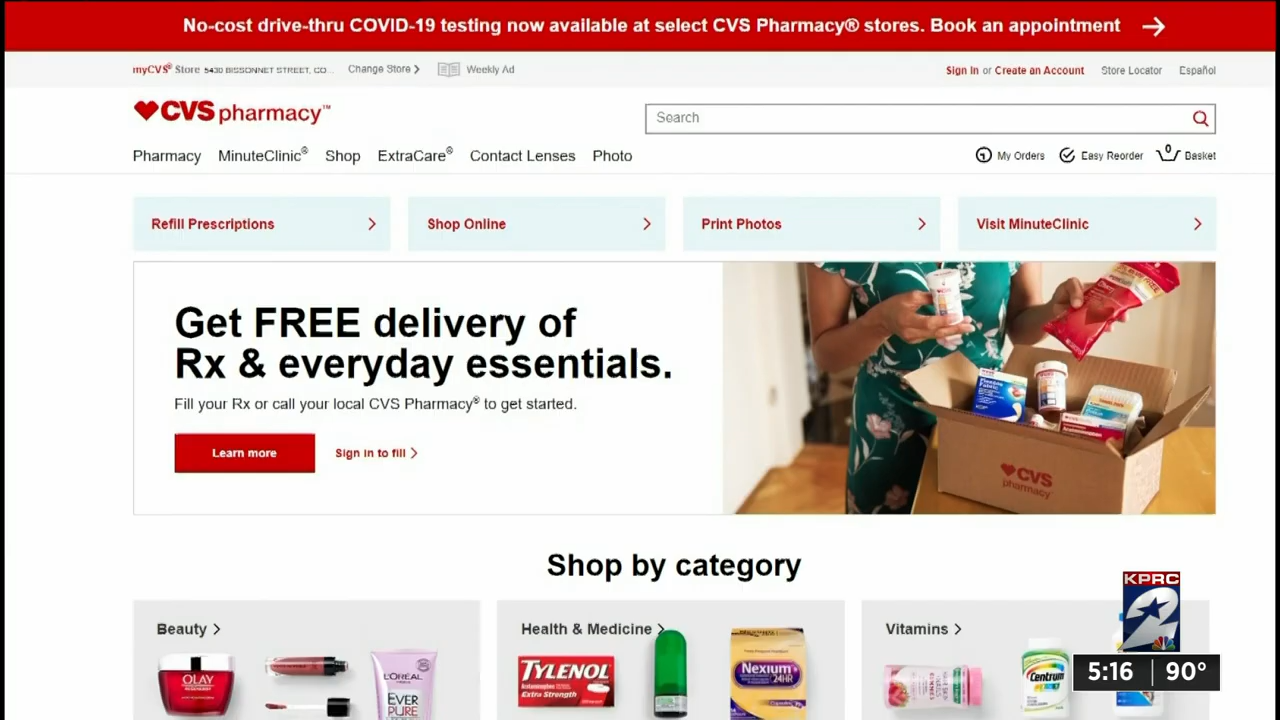 No-cost drive-thru COVID-19 testing now available at select CVS Pharmacy® stores. Book an appointment
myCVS® Store 5430 BISSONNET STREET, CO... Change Store Weekly Ad
Sign In or Create an Account Store Locator Español
CVS pharmacy™
Search
Pharmacy MinuteClinic® Shop ExtraCare® Contact Lenses Photo
My Orders Easy Reorder 0 Basket
Refill Prescriptions Shop Online Print Photos Visit MinuteClinic
Get FREE delivery of
Rx & everyday essentials.
Fill your Rx or call your local CVS Pharmacy® to get started.
Learn more Sign in to fill
CVS
pharmacy
Shop by category
Beauty Health & Medicine Vitamins
OLAY
L'ORÉAL
EVER
PURE
TYLENOL
Extra Strength
Nexium
24HR
Centrum
KPRC
2
5:16 90°